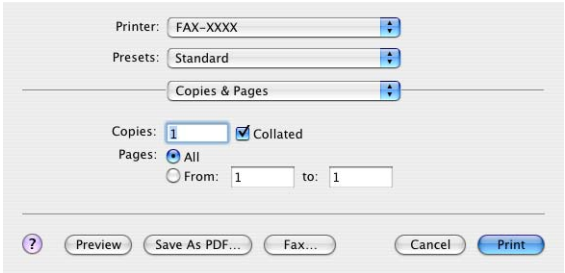 Printer: FAX-XXXX
Presets: Standard
Copies & Pages
Copies: 1 Collated
Pages: All
From: 1 to: 1
? Preview Save As PDF... Fax... Cancel Print